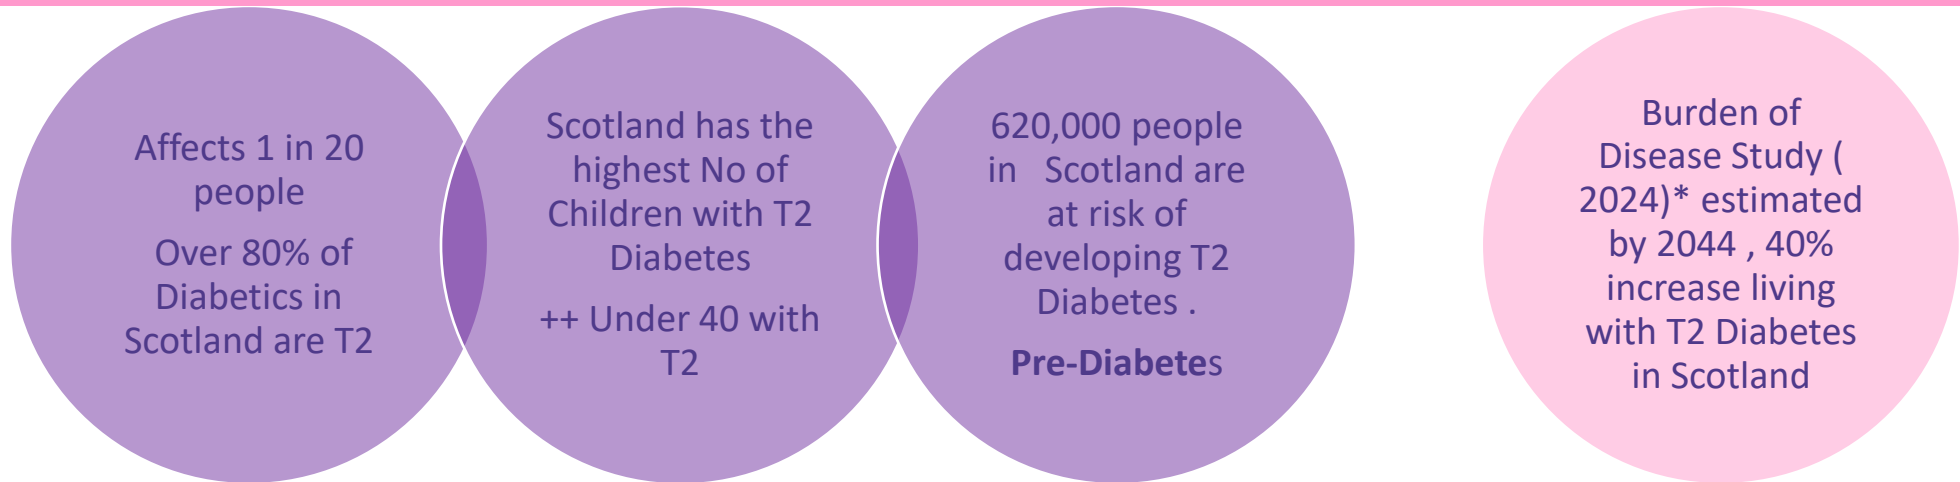 Affects 1 in 20
people
Over 80% of
Diabetics in
Scotland are T2
Scotland has the
highest No of
Children with T2
Diabetes
++ Under 40 with
T2
620,000 people
in   Scotland are
at risk of
developing T2
Diabetes .
Pre-Diabetes
Burden of
Disease Study (
2024)* estimated
by 2044 , 40%
increase living
with T2 Diabetes
in Scotland